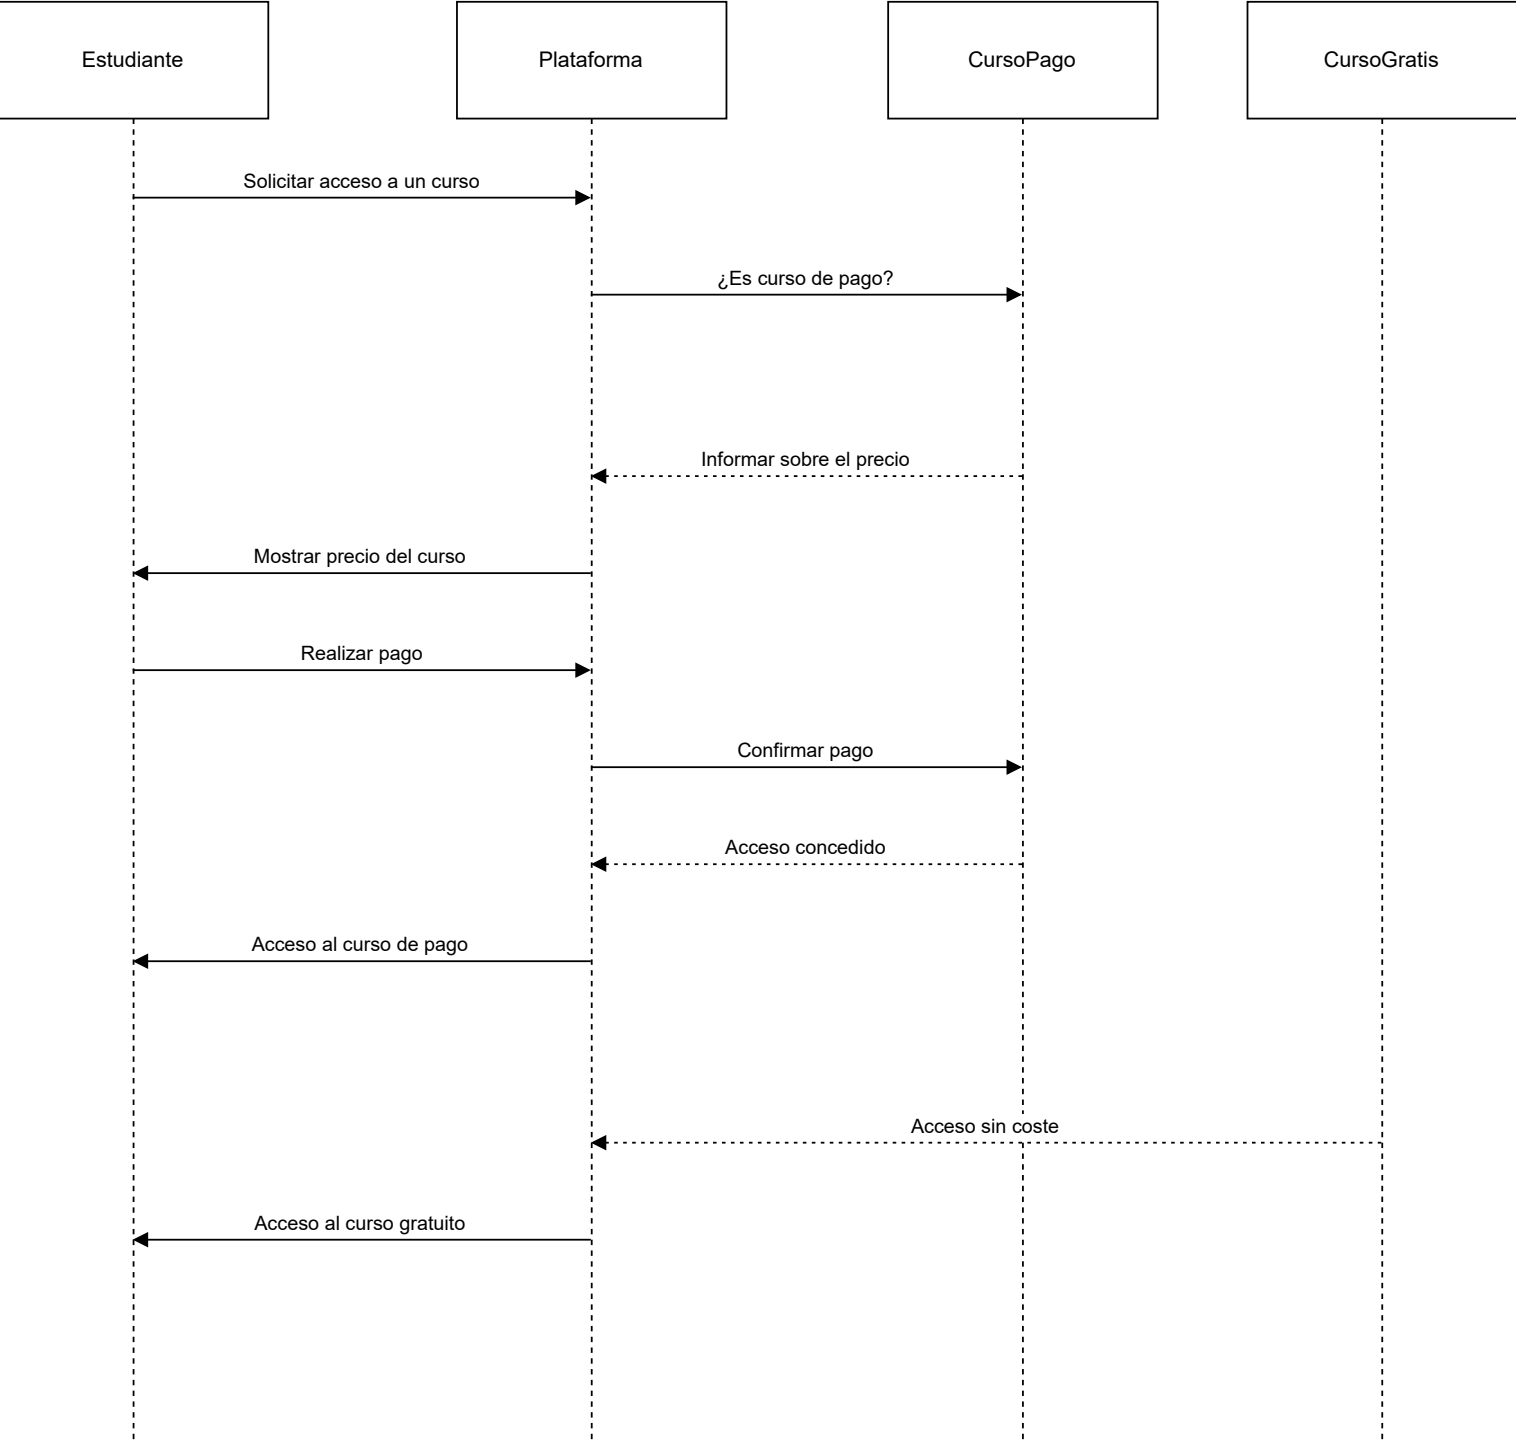 Estudiante
Plataforma
CursoPago
CursoGratis
Solicitar acceso a un curso
¿Es curso de pago?
Informar sobre el precio
Mostrar precio del curso
Realizar pago
Confirmar pago
Acceso concedido
Acceso al curso de pago
Acceso sin coste
Acceso al curso gratuito